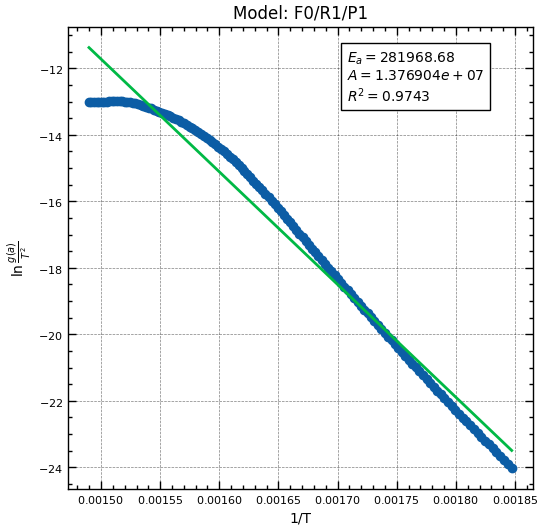 Model: F0/R1/P1
E_a = 281968.68
A = 1.376904e + 07
R^2 = 0.9743
−12
−14
−16
−18
−20
−22
−24
ln g(a)/T^2
0.00150 0.00155 0.00160 0.00165 0.00170 0.00175 0.00180 0.00185
1/T